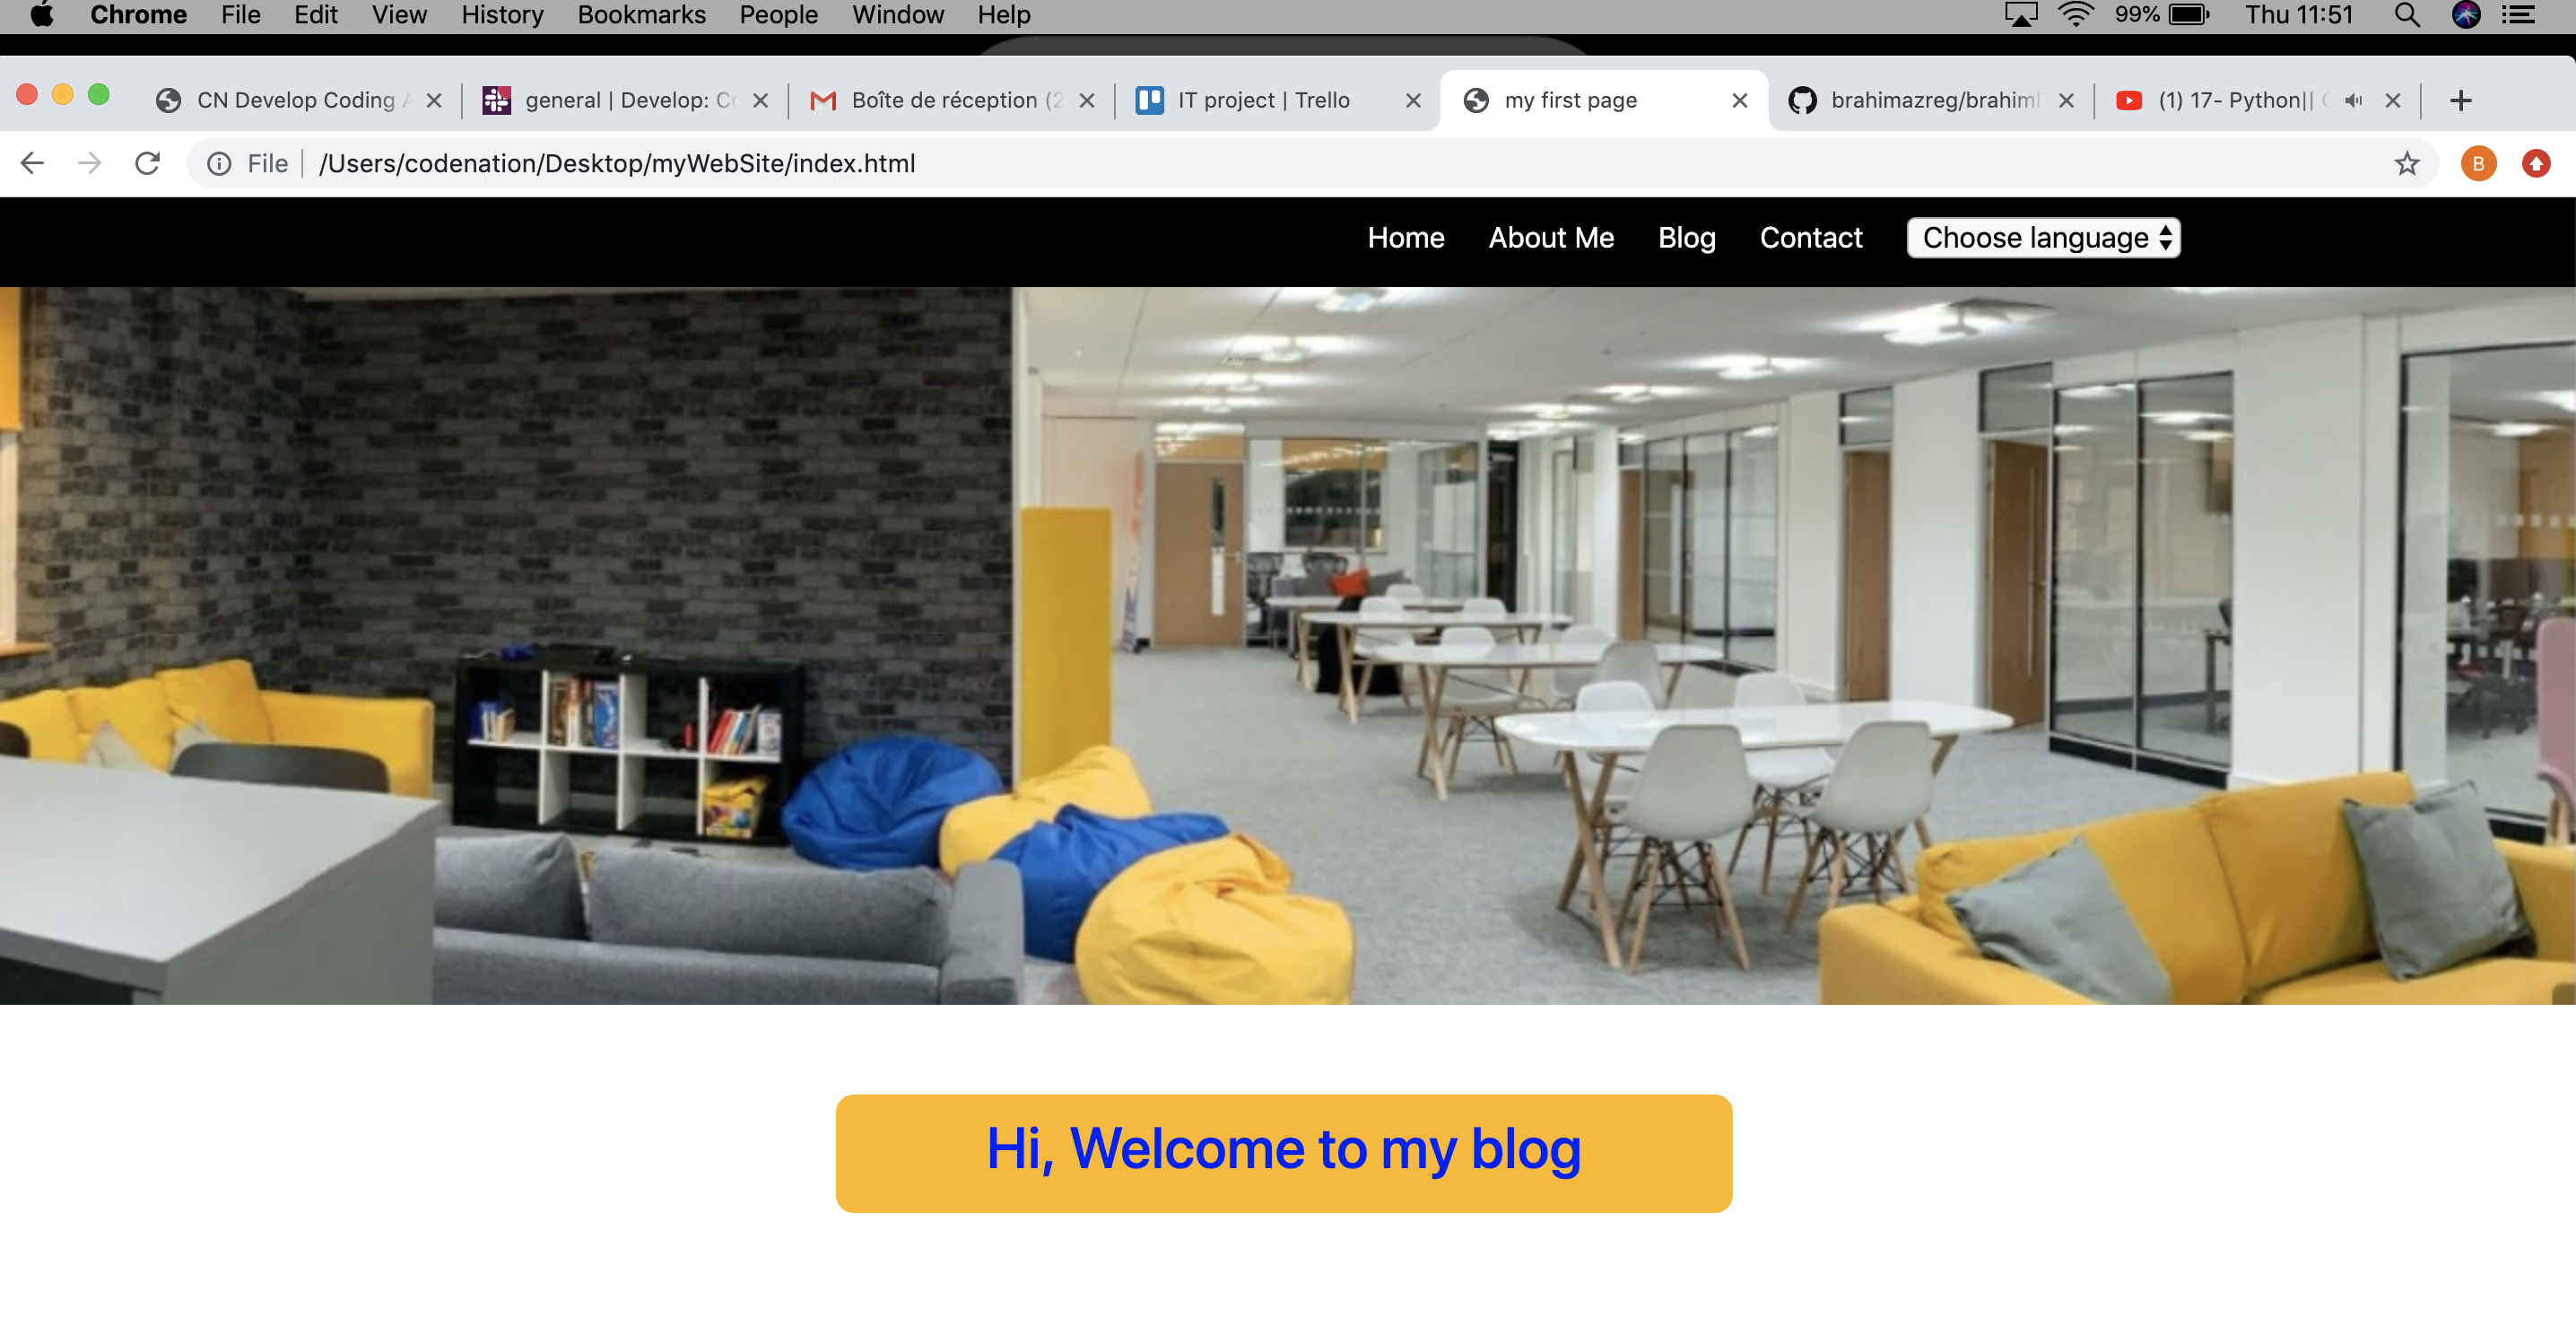 Chrome File Edit View History Bookmarks People Window Help 99% Thu 11:51
CN Develop Coding general | Develop: Boîte de réception (2 IT project | Trello my first page brahimazreg/brahim (1) 17- Python||
File /Users/codenation/Desktop/myWebSite/index.html B
Home About Me Blog Contact Choose language
Hi, Welcome to my blog